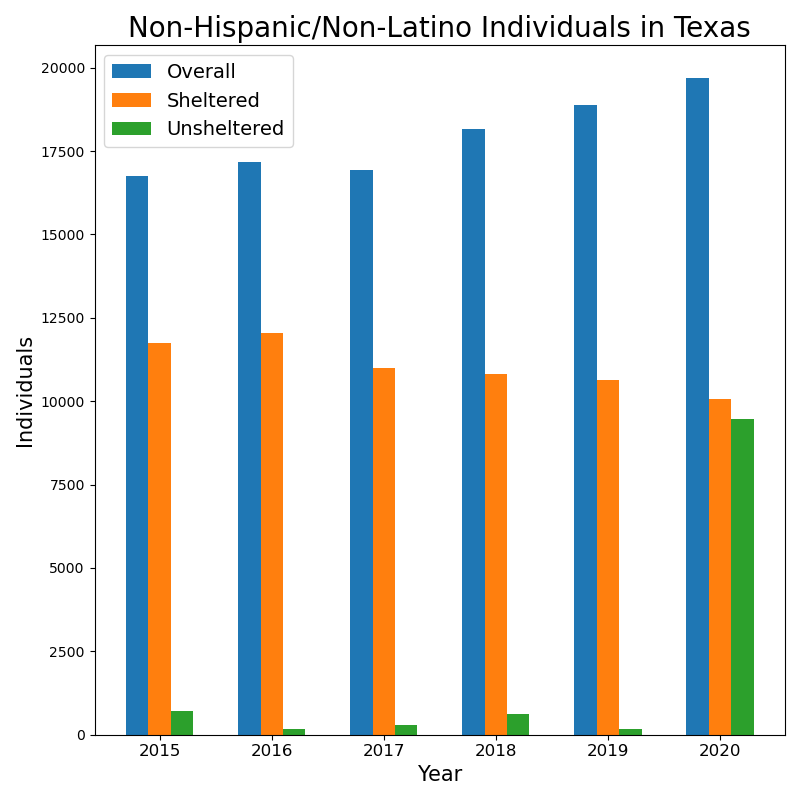 Non-Hispanic/Non-Latino Individuals in Texas
Overall
Sheltered
Unsheltered
20000
17500
15000
12500
10000
7500
5000
2500
0
Individuals
2015 2016 2017 2018 2019 2020
Year